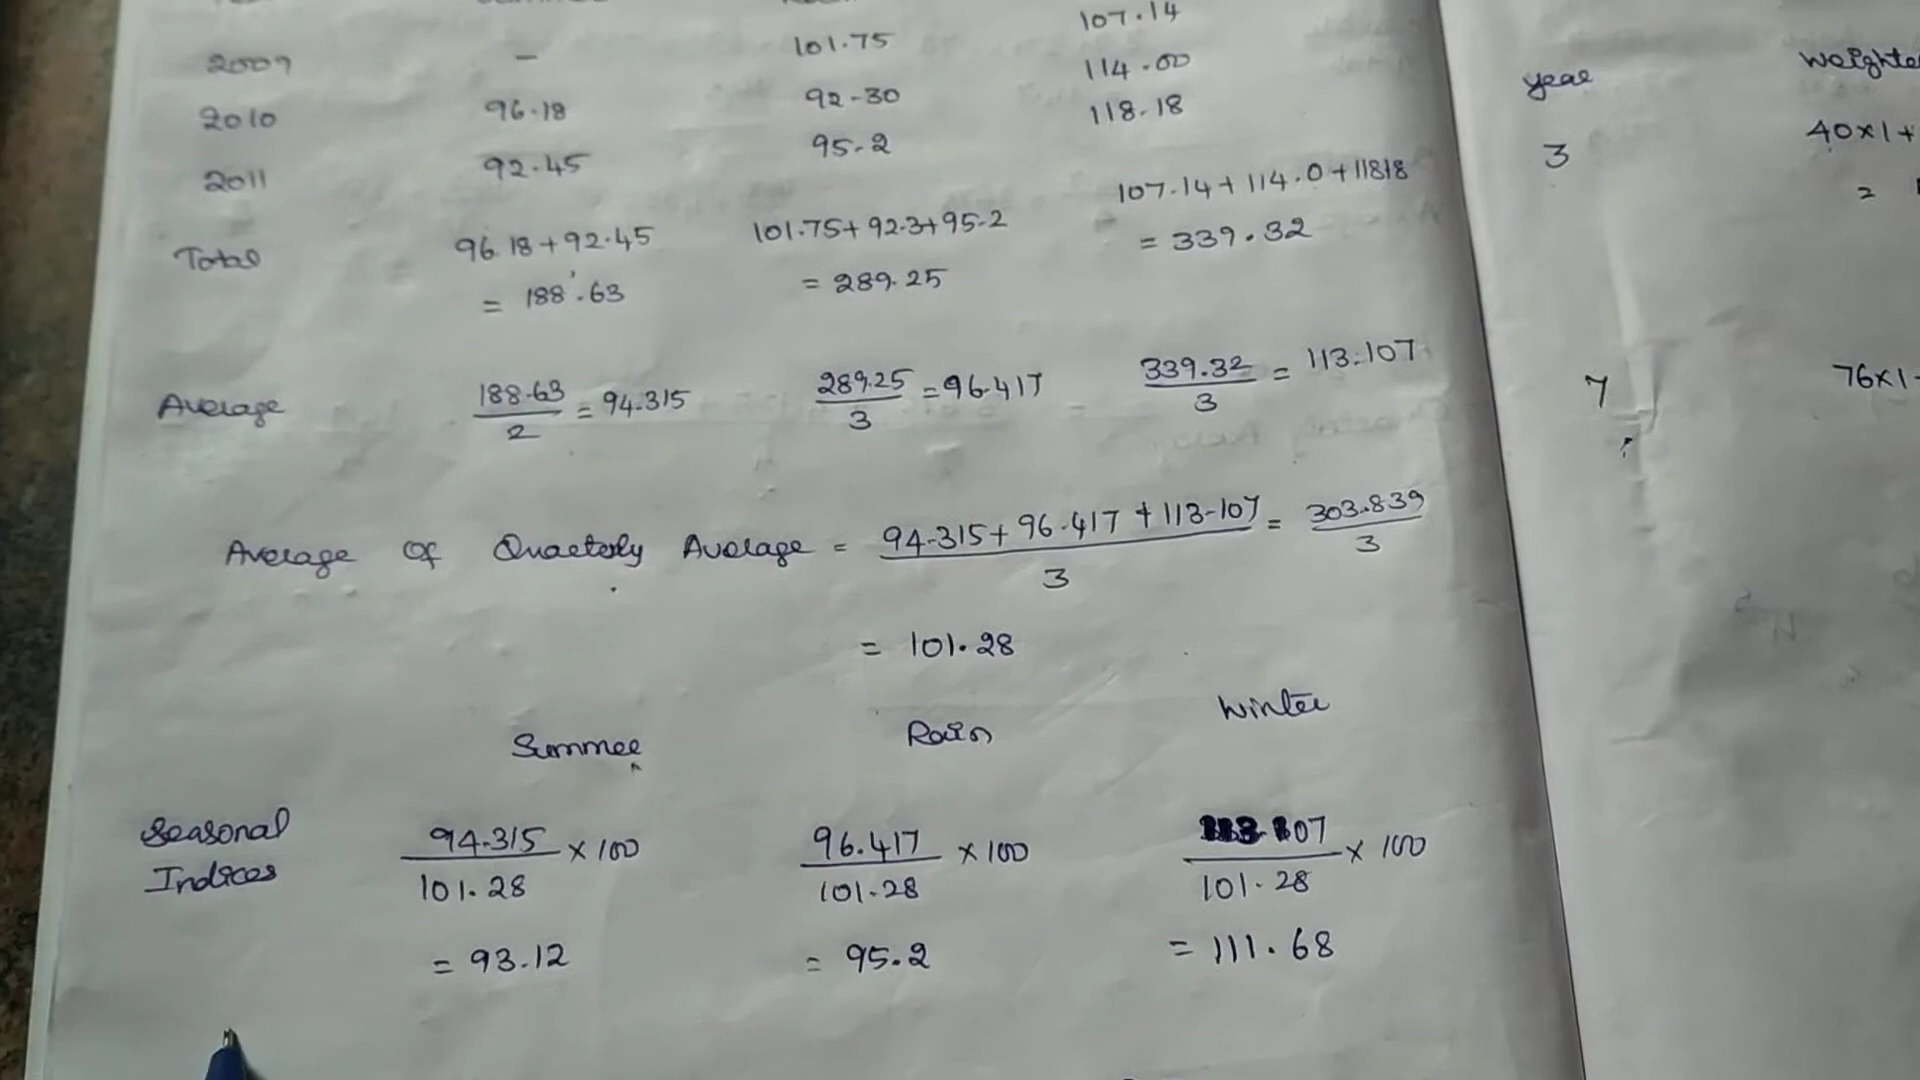 107.14
2009 - 101.75 114.00
2010 96.18 92.30 118.18
2011 92.45 95.2
Total 96.18+92.45 101.75+92.3+95.2 107.14+114.0+118.18
= 188.63 = 289.25 = 339.32
Average 188.63/2 = 94.315 289.25/3 = 96.417 339.32/3 = 113.107
Average of Quarterly Average = 94.315+96.417+113.107/3 = 303.839/3
= 101.28
Summer Rain Winter
Seasonal Indices 94.315/101.28 × 100 96.417/101.28 × 100 113.107/101.28 × 100
= 93.12 = 95.2 = 111.68
year
3 40×1+
=
7 76×1